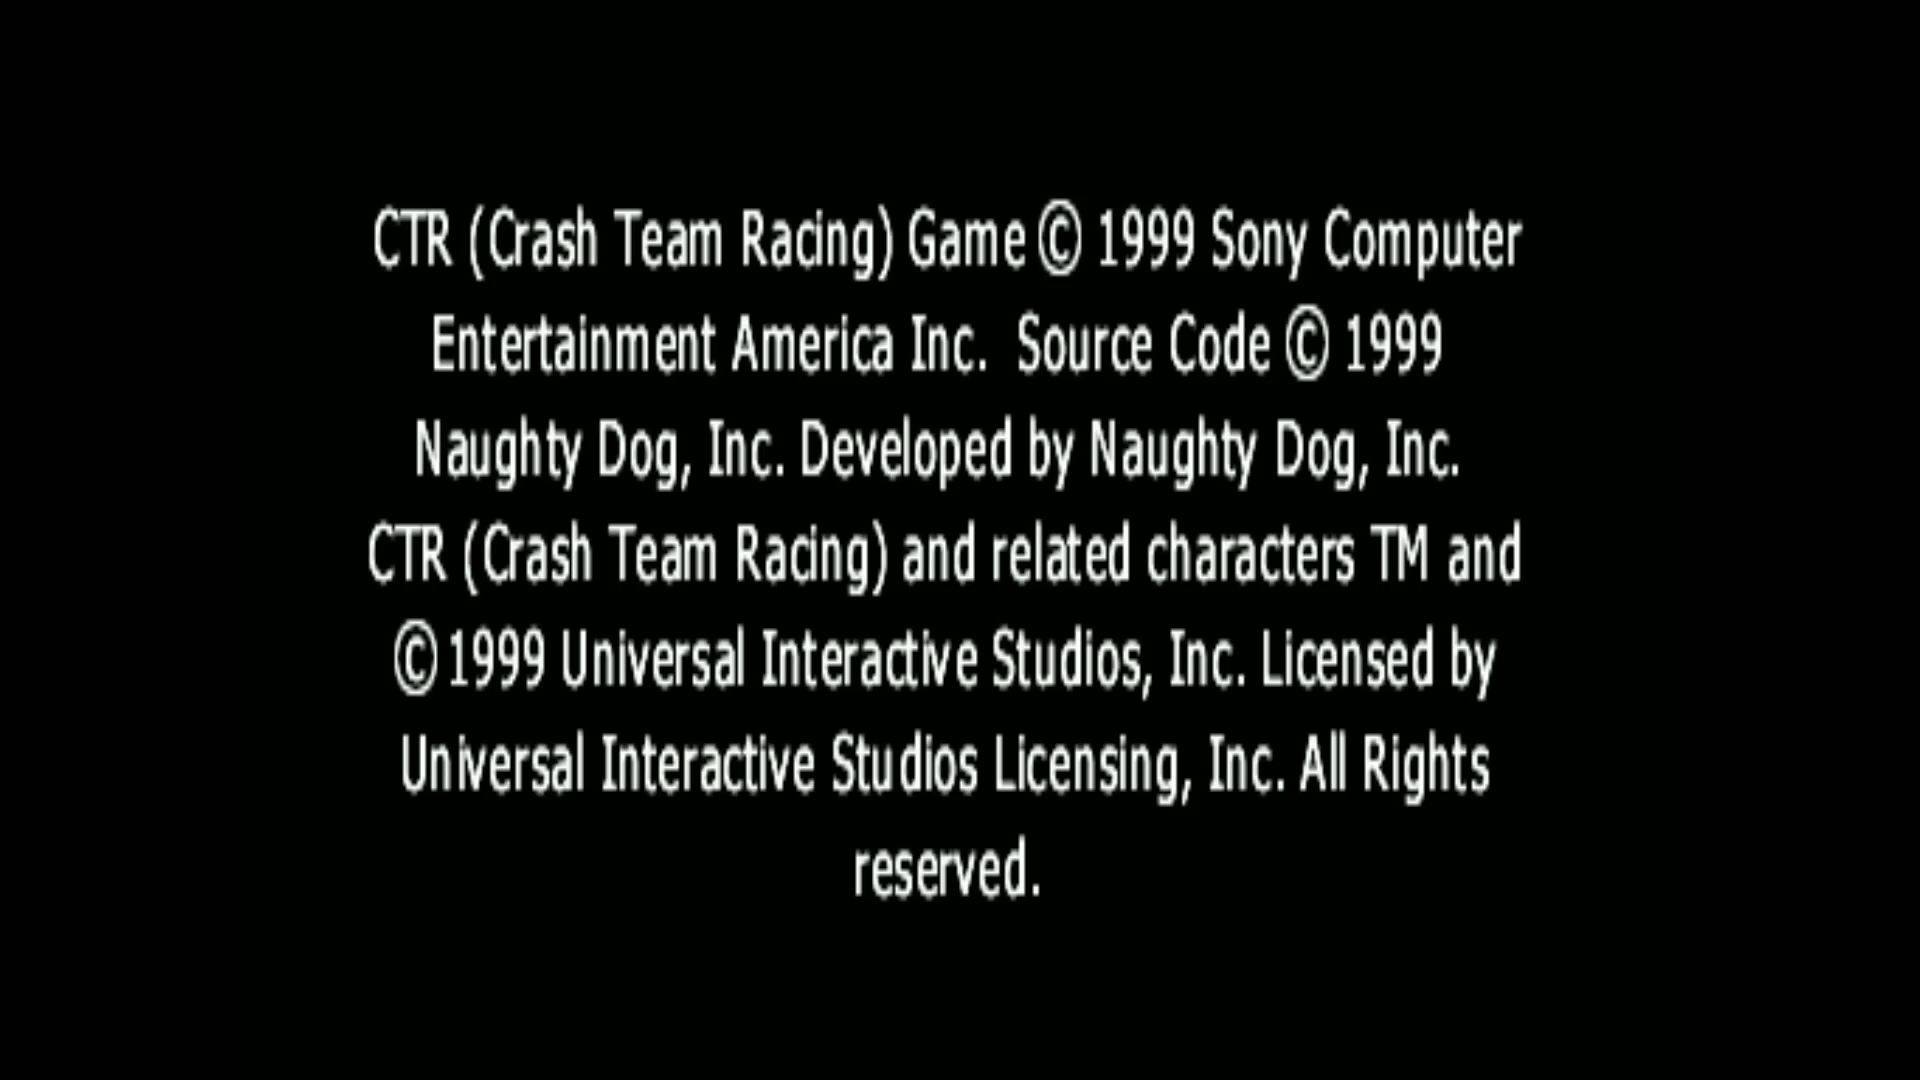 CTR (Crash Team Racing) Game © 1999 Sony Computer
Entertainment America Inc.  Source Code © 1999
Naughty Dog, Inc. Developed by Naughty Dog, Inc.
CTR (Crash Team Racing) and related characters TM and
© 1999 Universal Interactive Studios, Inc. Licensed by
Universal Interactive Studios Licensing, Inc. All Rights
reserved.